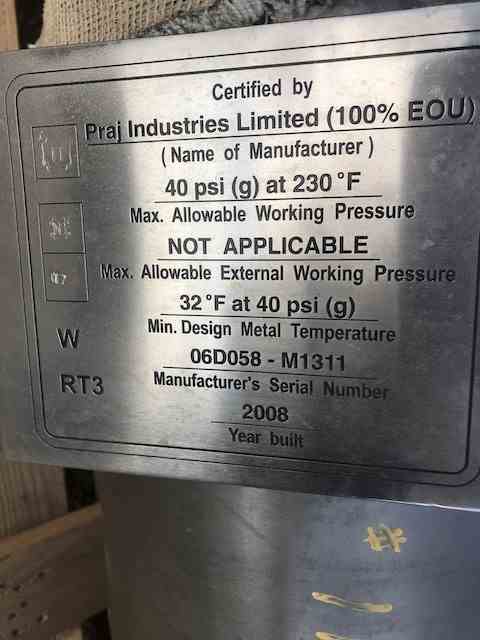 Certified by
Praj Industries Limited (100% EOU)
( Name of Manufacturer )
40 psi (g) at 230 °F
Max. Allowable Working Pressure
NOT APPLICABLE
Max. Allowable External Working Pressure
32 °F at 40 psi (g)
Min. Design Metal Temperature
06D058 - M1311
Manufacturer's Serial Number
2008
Year built
U
W
RT3
#